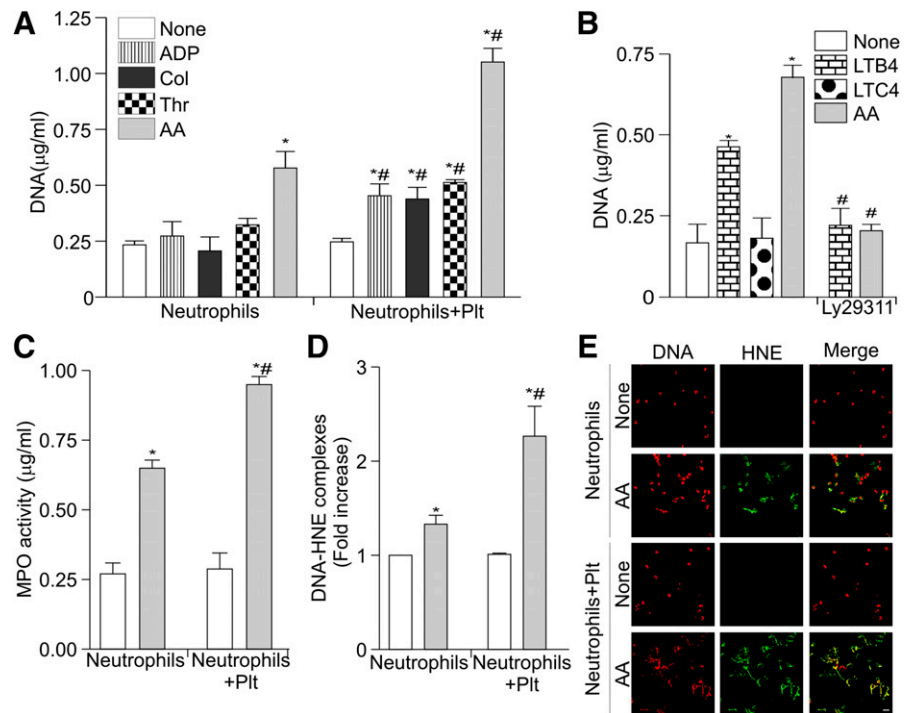 A
1.25
1.00
0.75
0.50
0.25
0
DNA(μg/ml)
None
ADP
Col
Thr
AA
*
*#
*#
*#
*#
Neutrophils
Neutrophils+Plt
B
0.75
0.50
0.25
0
DNA (μg/ml)
None
LTB4
LTC4
AA
*
*
#
#
Ly29311
C
1.00
0.75
0.50
0.25
0.00
MPO activity (μg/ml)
*
*#
Neutrophils
Neutrophils
+Plt
D
3
2
1
0
DNA-HNE complexes
(Fold increase)
*
*#
Neutrophils
Neutrophils
+Plt
E
DNA
HNE
Merge
Neutrophils
None
AA
Neutrophils+Plt
None
AA